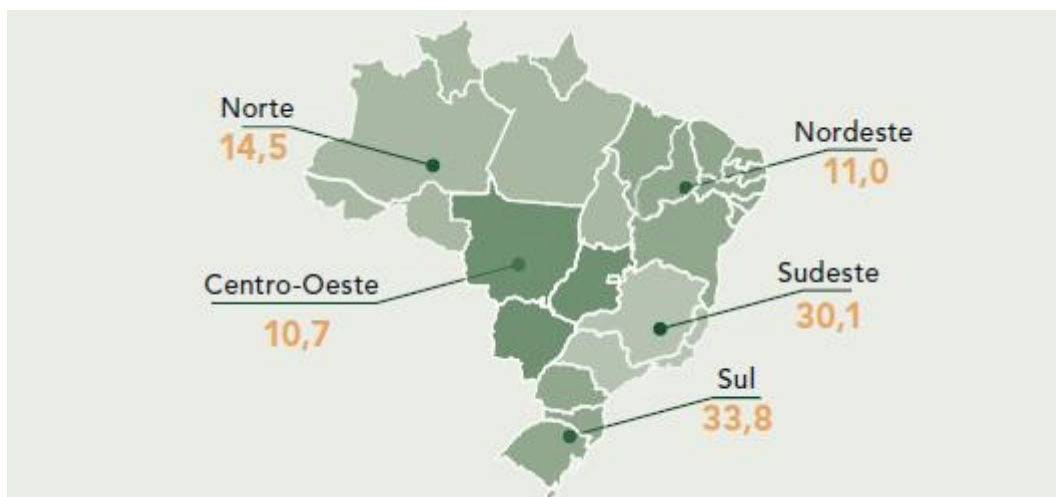 Norte
14,5
Nordeste
11,0
Centro-Oeste
10,7
Sudeste
30,1
Sul
33,8